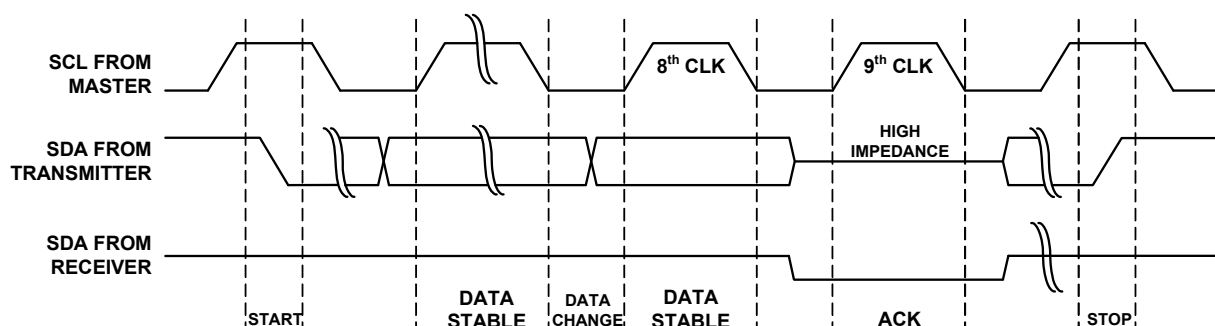 SCL FROM
MASTER
8th CLK
9th CLK
SDA FROM
TRANSMITTER
HIGH
IMPEDANCE
SDA FROM
RECEIVER
START
DATA
STABLE
DATA
CHANGE
DATA
STABLE
ACK
STOP